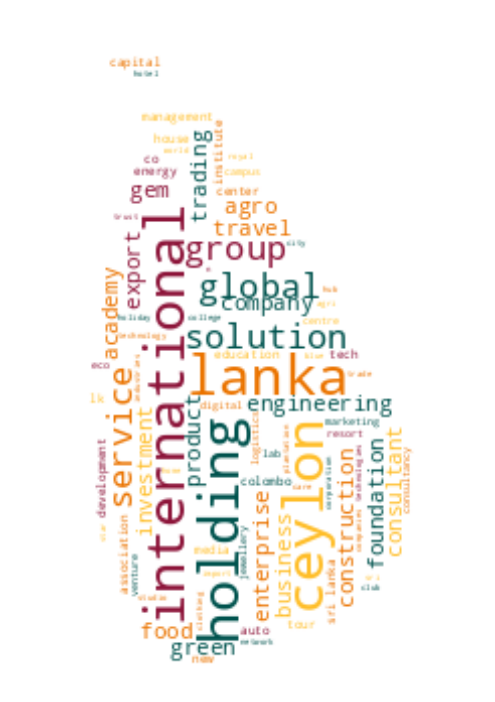 capital
hotel
management
house
world
trading
institute
co
royal
energy
campus
gem
center
trust
agro
travel
international
export
group
city
academy
global
company
hub
agri
holiday
college
centre
technology
solution
education
blue
tech
eco
industries
lanka
trade
lk
service
product
digital
engineering
investment
holding
logistics
ceylon
marketing
resort
development
lab
plantation
foundation
consultant
consultancy
technologies
colombo
care
corporation
construction
companies
enterprise
business
association
media
jewellery
venture
sri lanka
export
club
studio
clothing
food
auto
tour
green
network
new